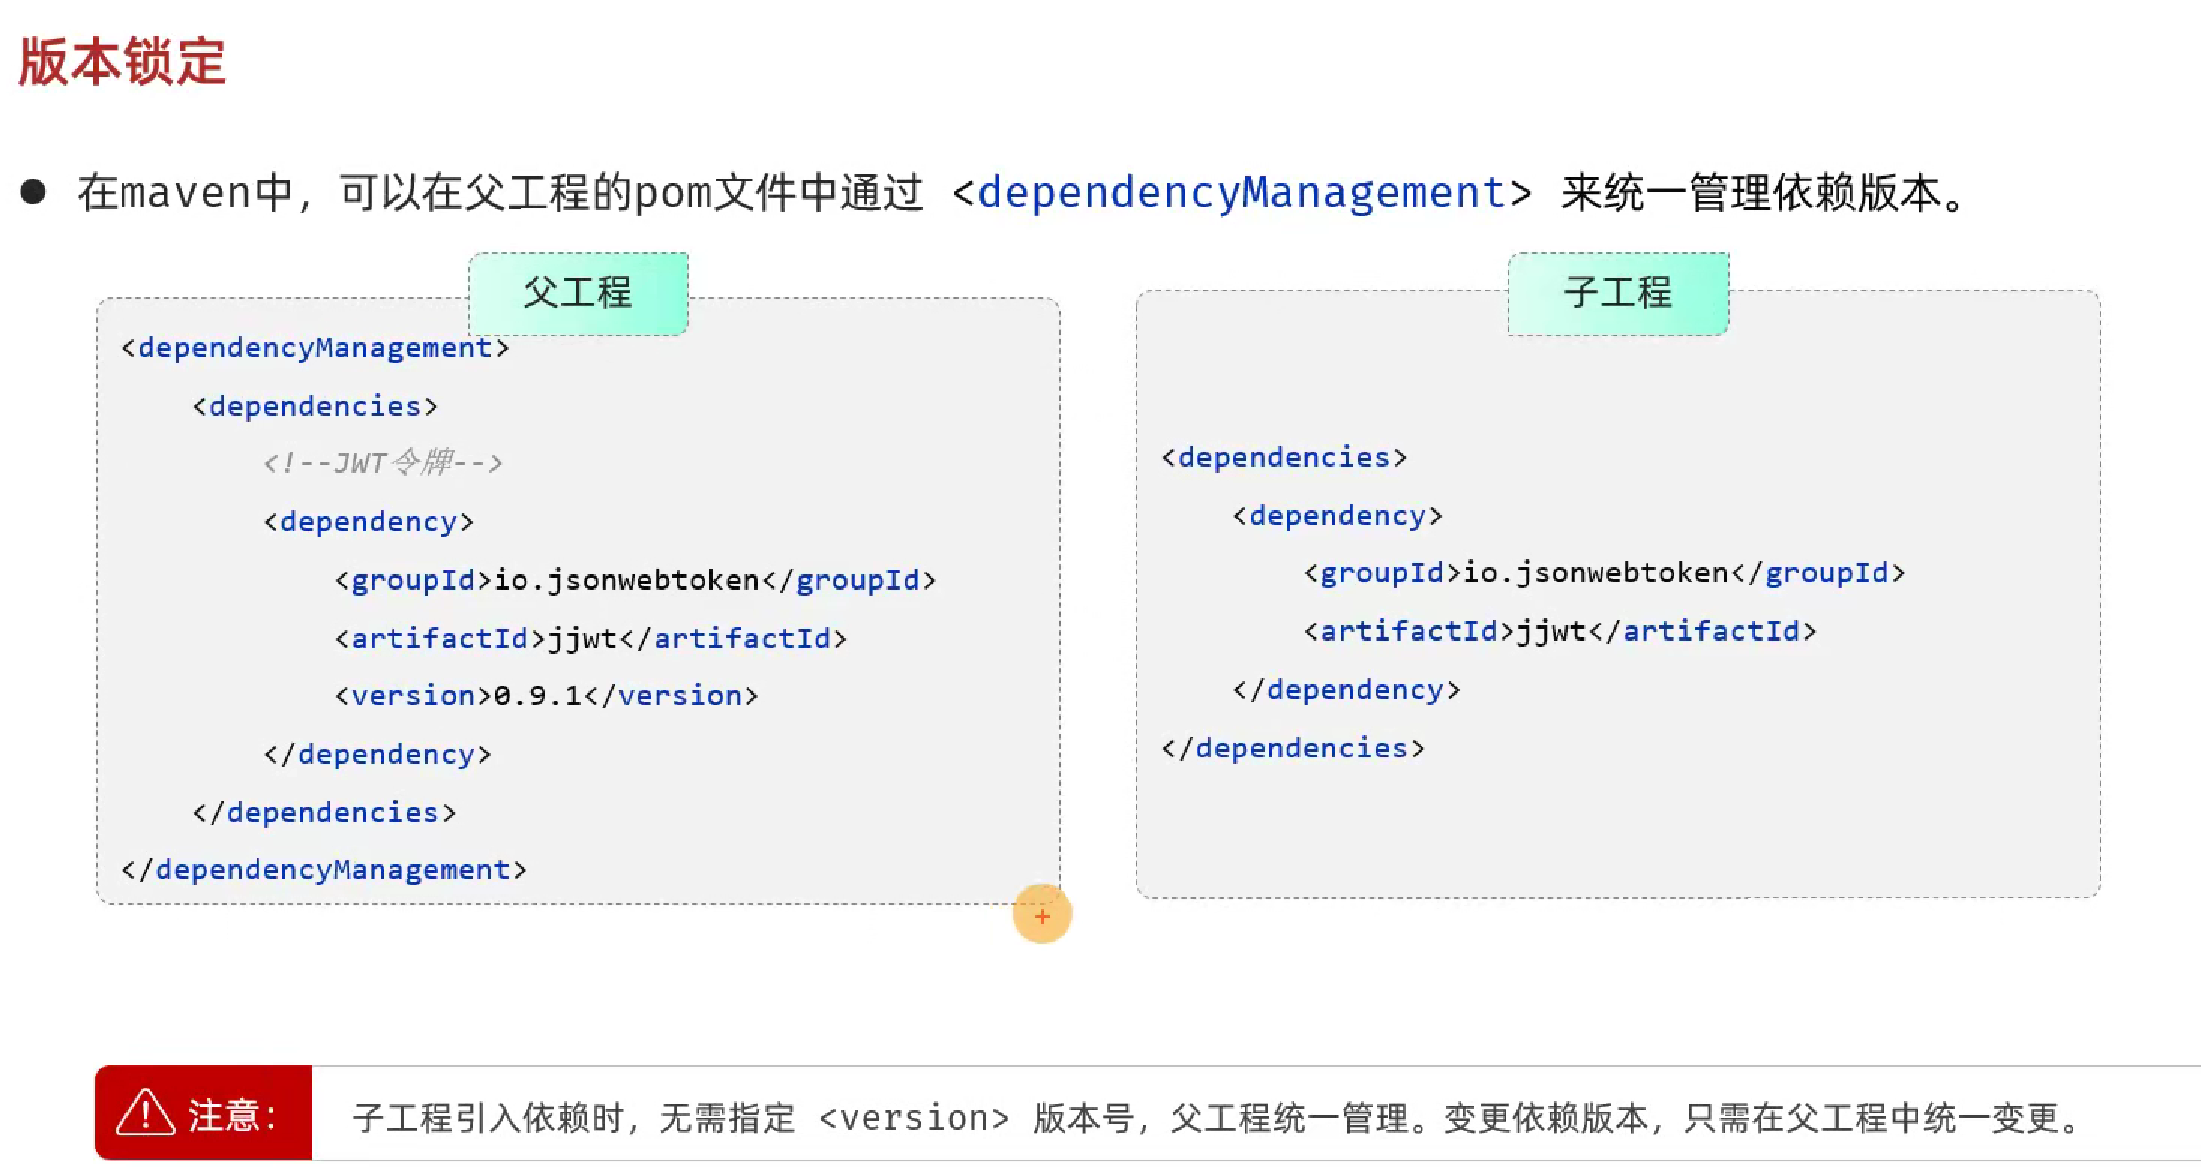 版本锁定
● 在maven中，可以在父工程的pom文件中通过 <dependencyManagement> 来统一管理依赖版本。
父工程
<dependencyManagement>
    <dependencies>
        <!--JWT令牌-->
        <dependency>
            <groupId>io.jsonwebtoken</groupId>
            <artifactId>jjwt</artifactId>
            <version>0.9.1</version>
        </dependency>
    </dependencies>
</dependencyManagement>
子工程
<dependencies>
    <dependency>
        <groupId>io.jsonwebtoken</groupId>
        <artifactId>jjwt</artifactId>
    </dependency>
</dependencies>
注意：
子工程引入依赖时，无需指定 <version> 版本号，父工程统一管理。变更依赖版本，只需在父工程中统一变更。